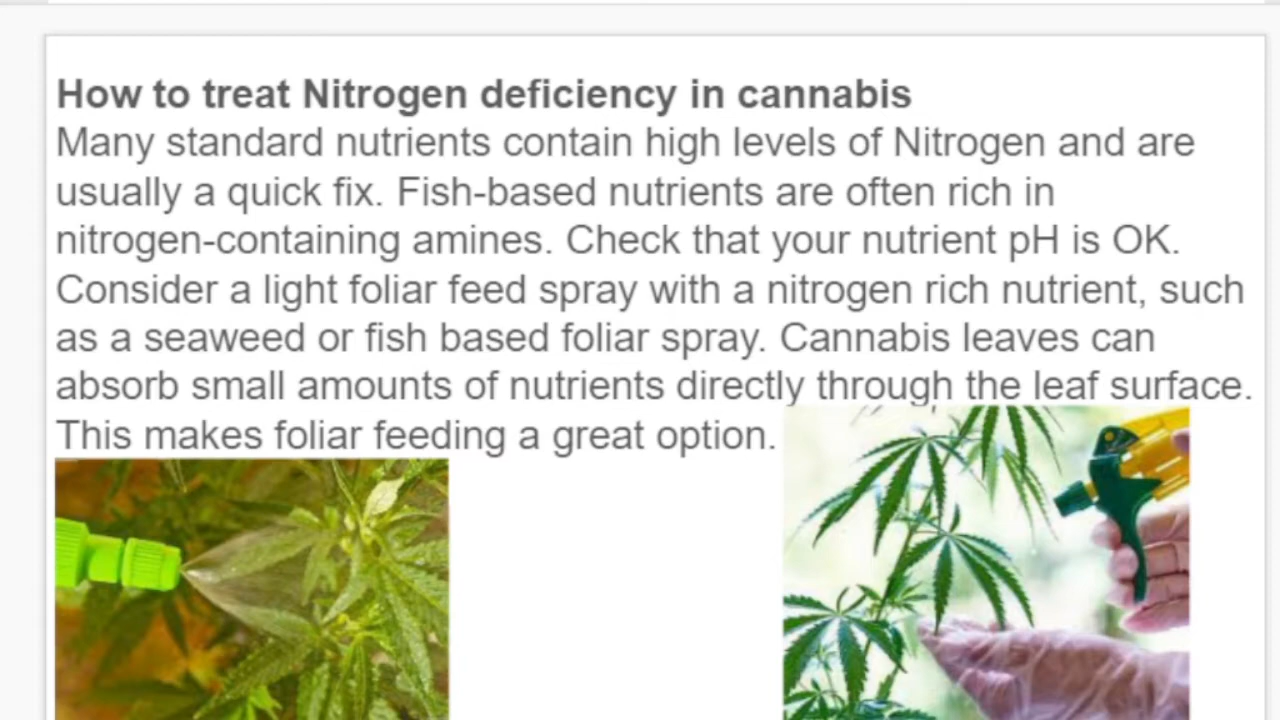 How to treat Nitrogen deficiency in cannabis
Many standard nutrients contain high levels of Nitrogen and are
usually a quick fix. Fish-based nutrients are often rich in
nitrogen-containing amines. Check that your nutrient pH is OK.
Consider a light foliar feed spray with a nitrogen rich nutrient, such
as a seaweed or fish based foliar spray. Cannabis leaves can
absorb small amounts of nutrients directly through the leaf surface.
This makes foliar feeding a great option.